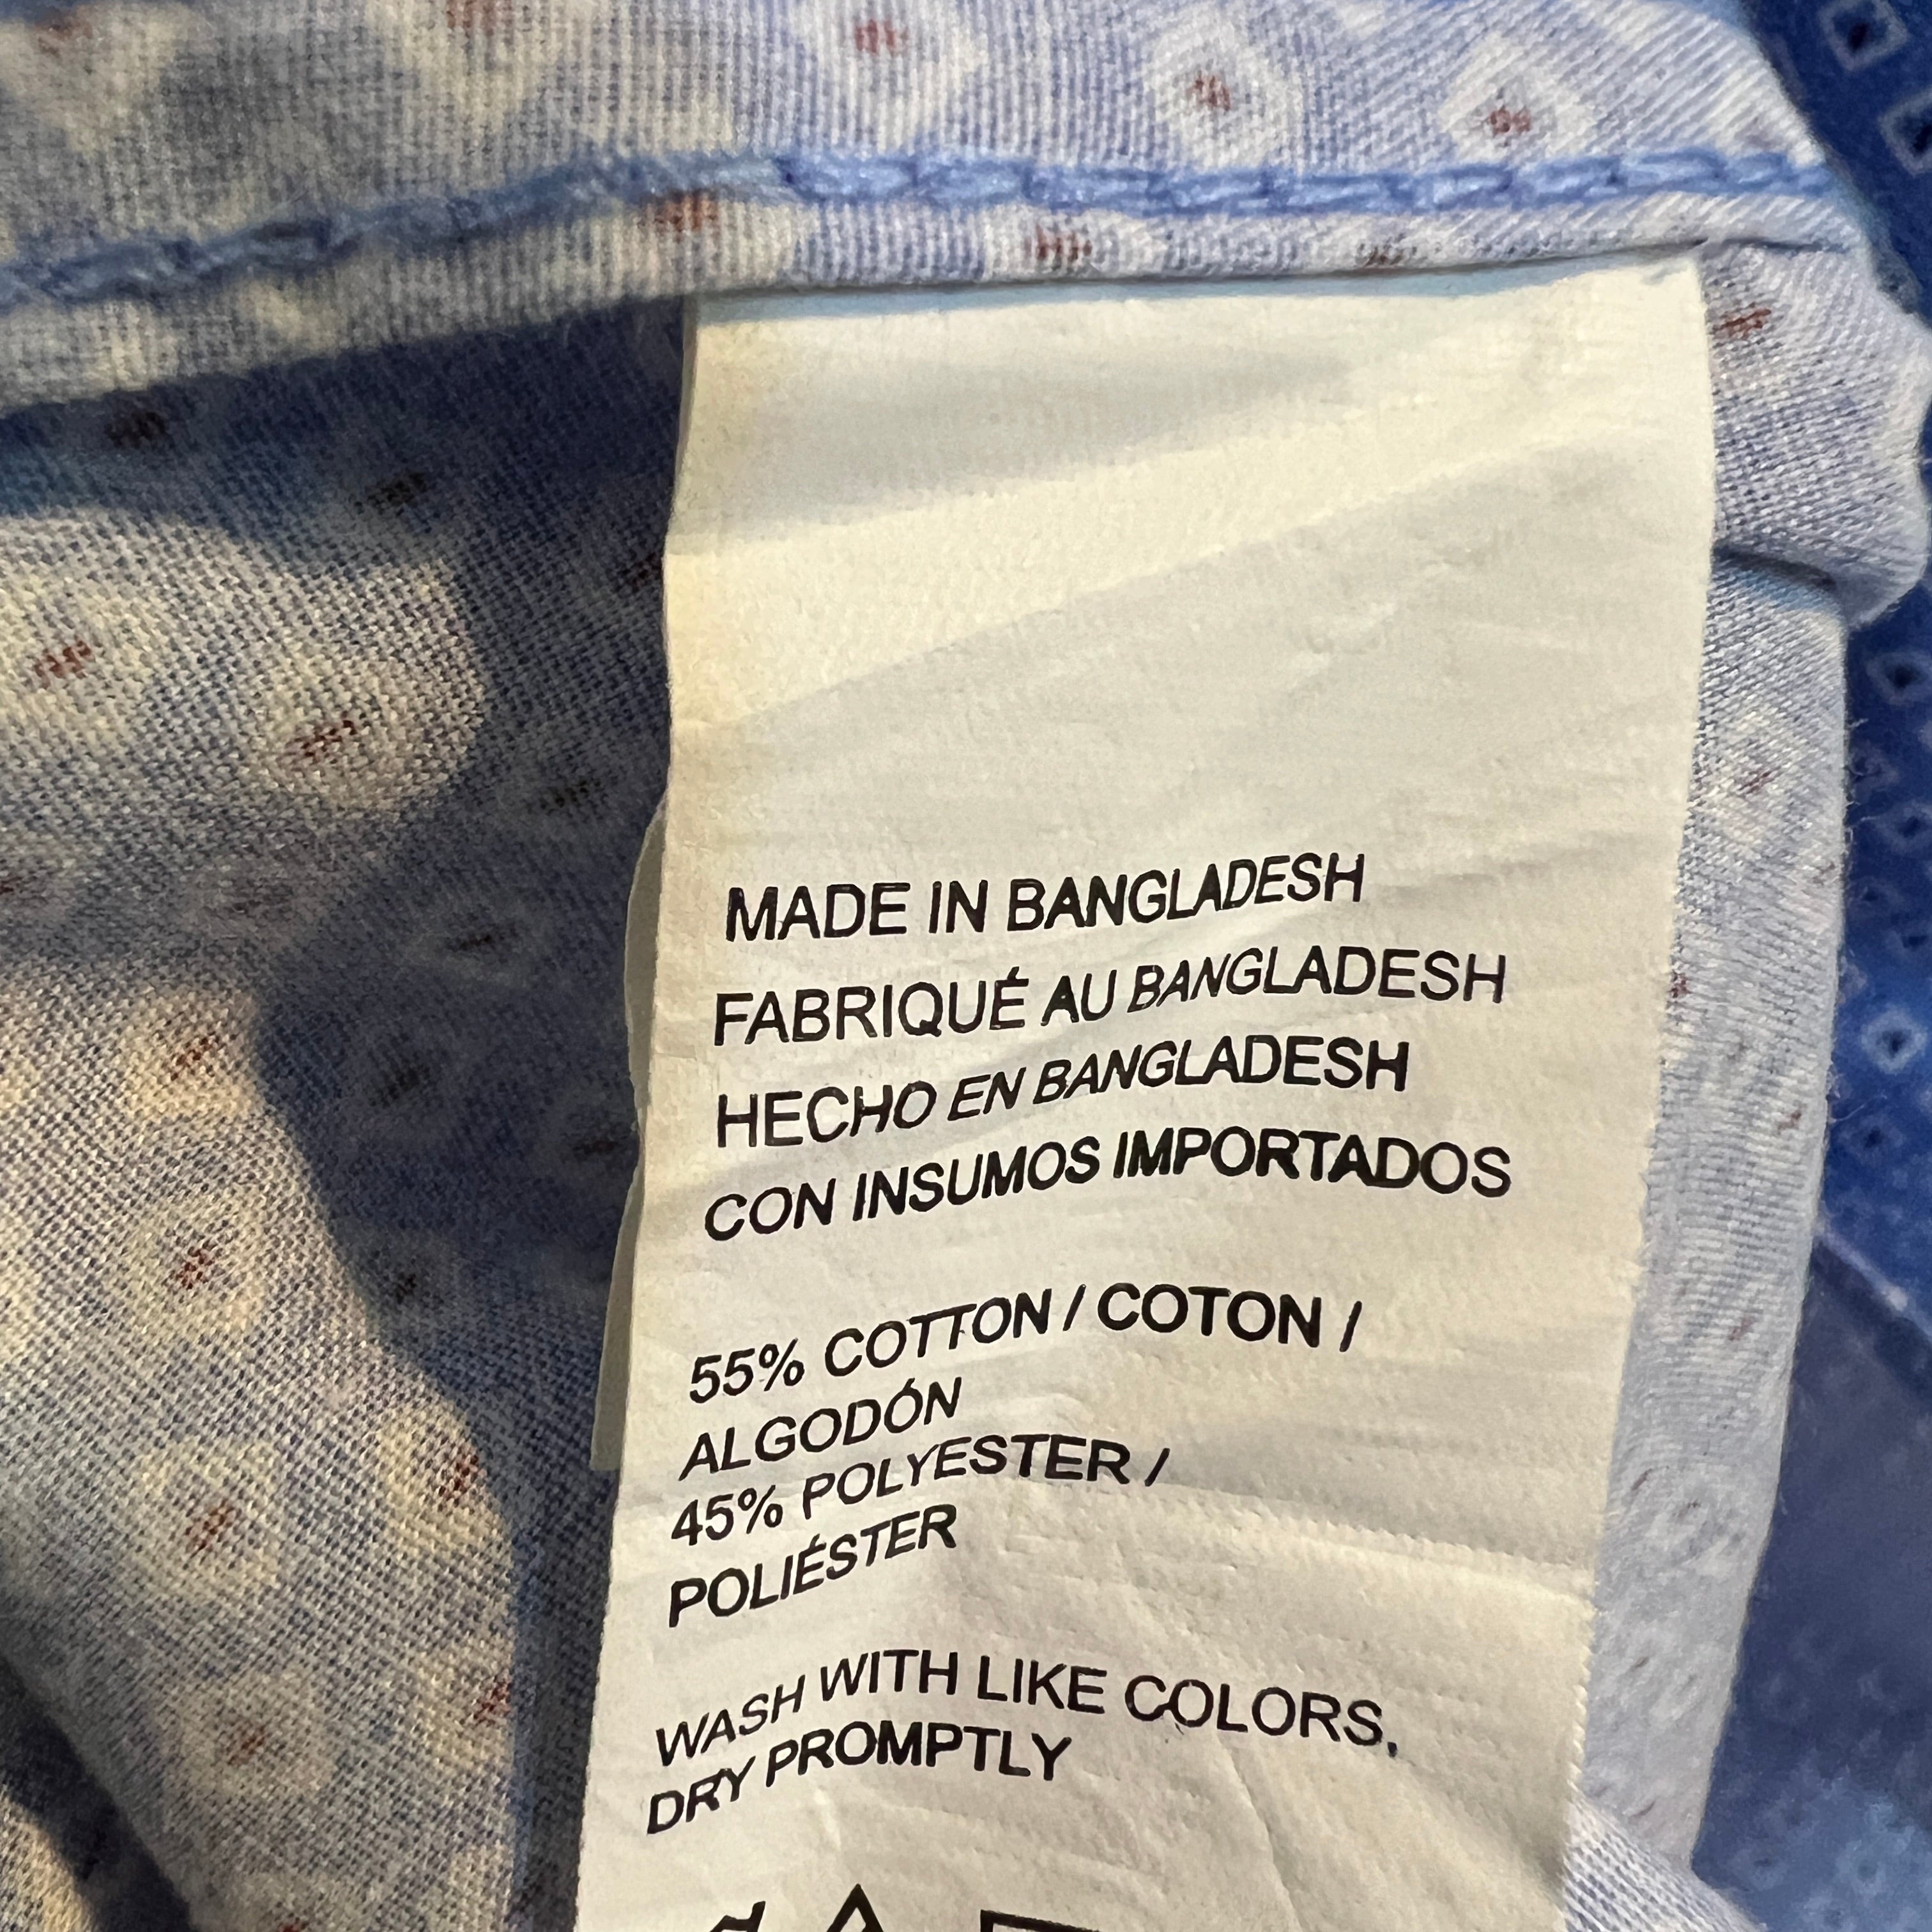 MADE IN BANGLADESH
FABRIQUÉ AU BANGLADESH
HECHO EN BANGLADESH
CON INSUMOS IMPORTADOS
55% COTTON / COTON /
ALGODÓN
45% POLYESTER /
POLIÉSTER
WASH WITH LIKE COLORS,
DRY PROMPTLY